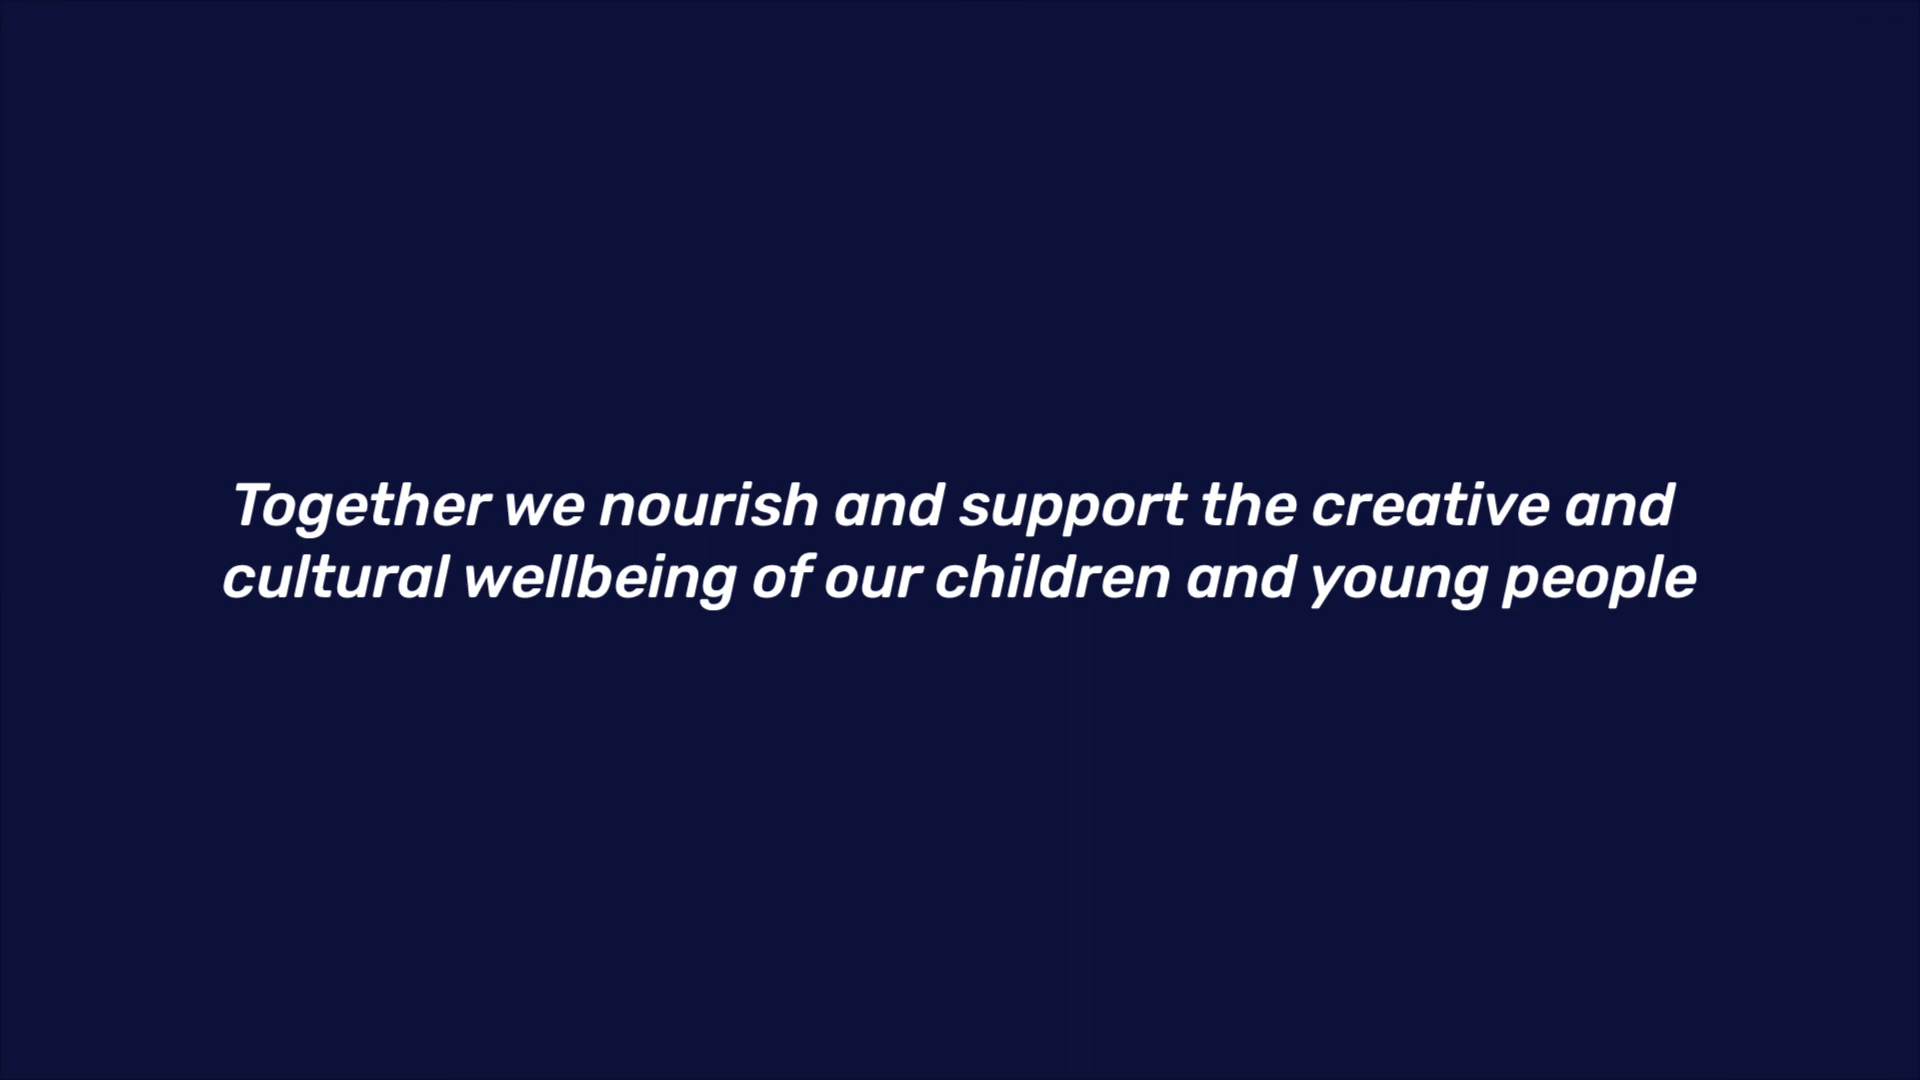 Together we nourish and support the creative and
cultural wellbeing of our children and young people